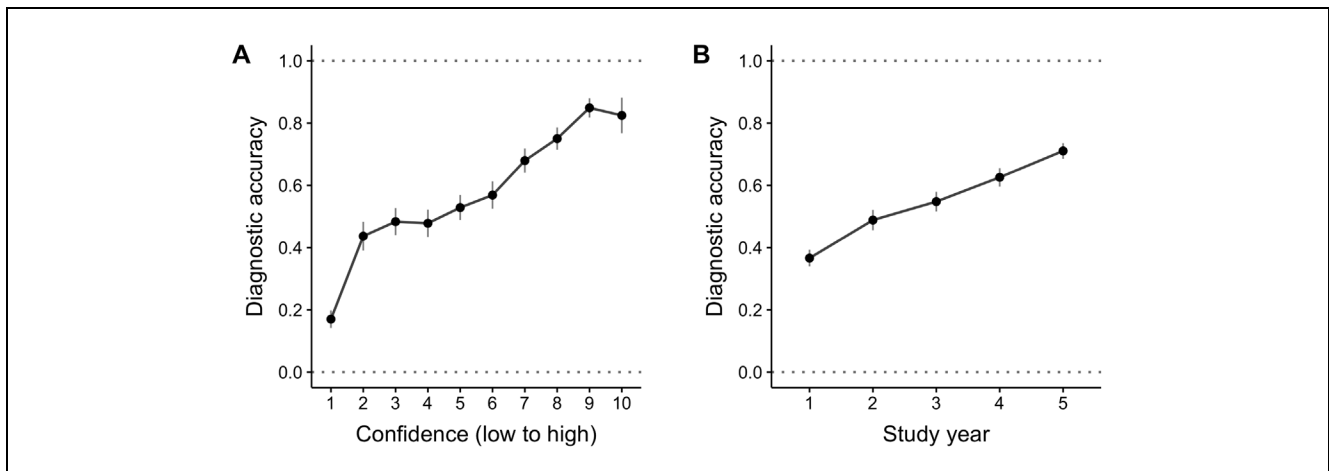 A
Diagnostic accuracy
1.0
0.8
0.6
0.4
0.2
0.0
1 2 3 4 5 6 7 8 9 10
Confidence (low to high)
B
Diagnostic accuracy
1.0
0.8
0.6
0.4
0.2
0.0
1 2 3 4 5
Study year